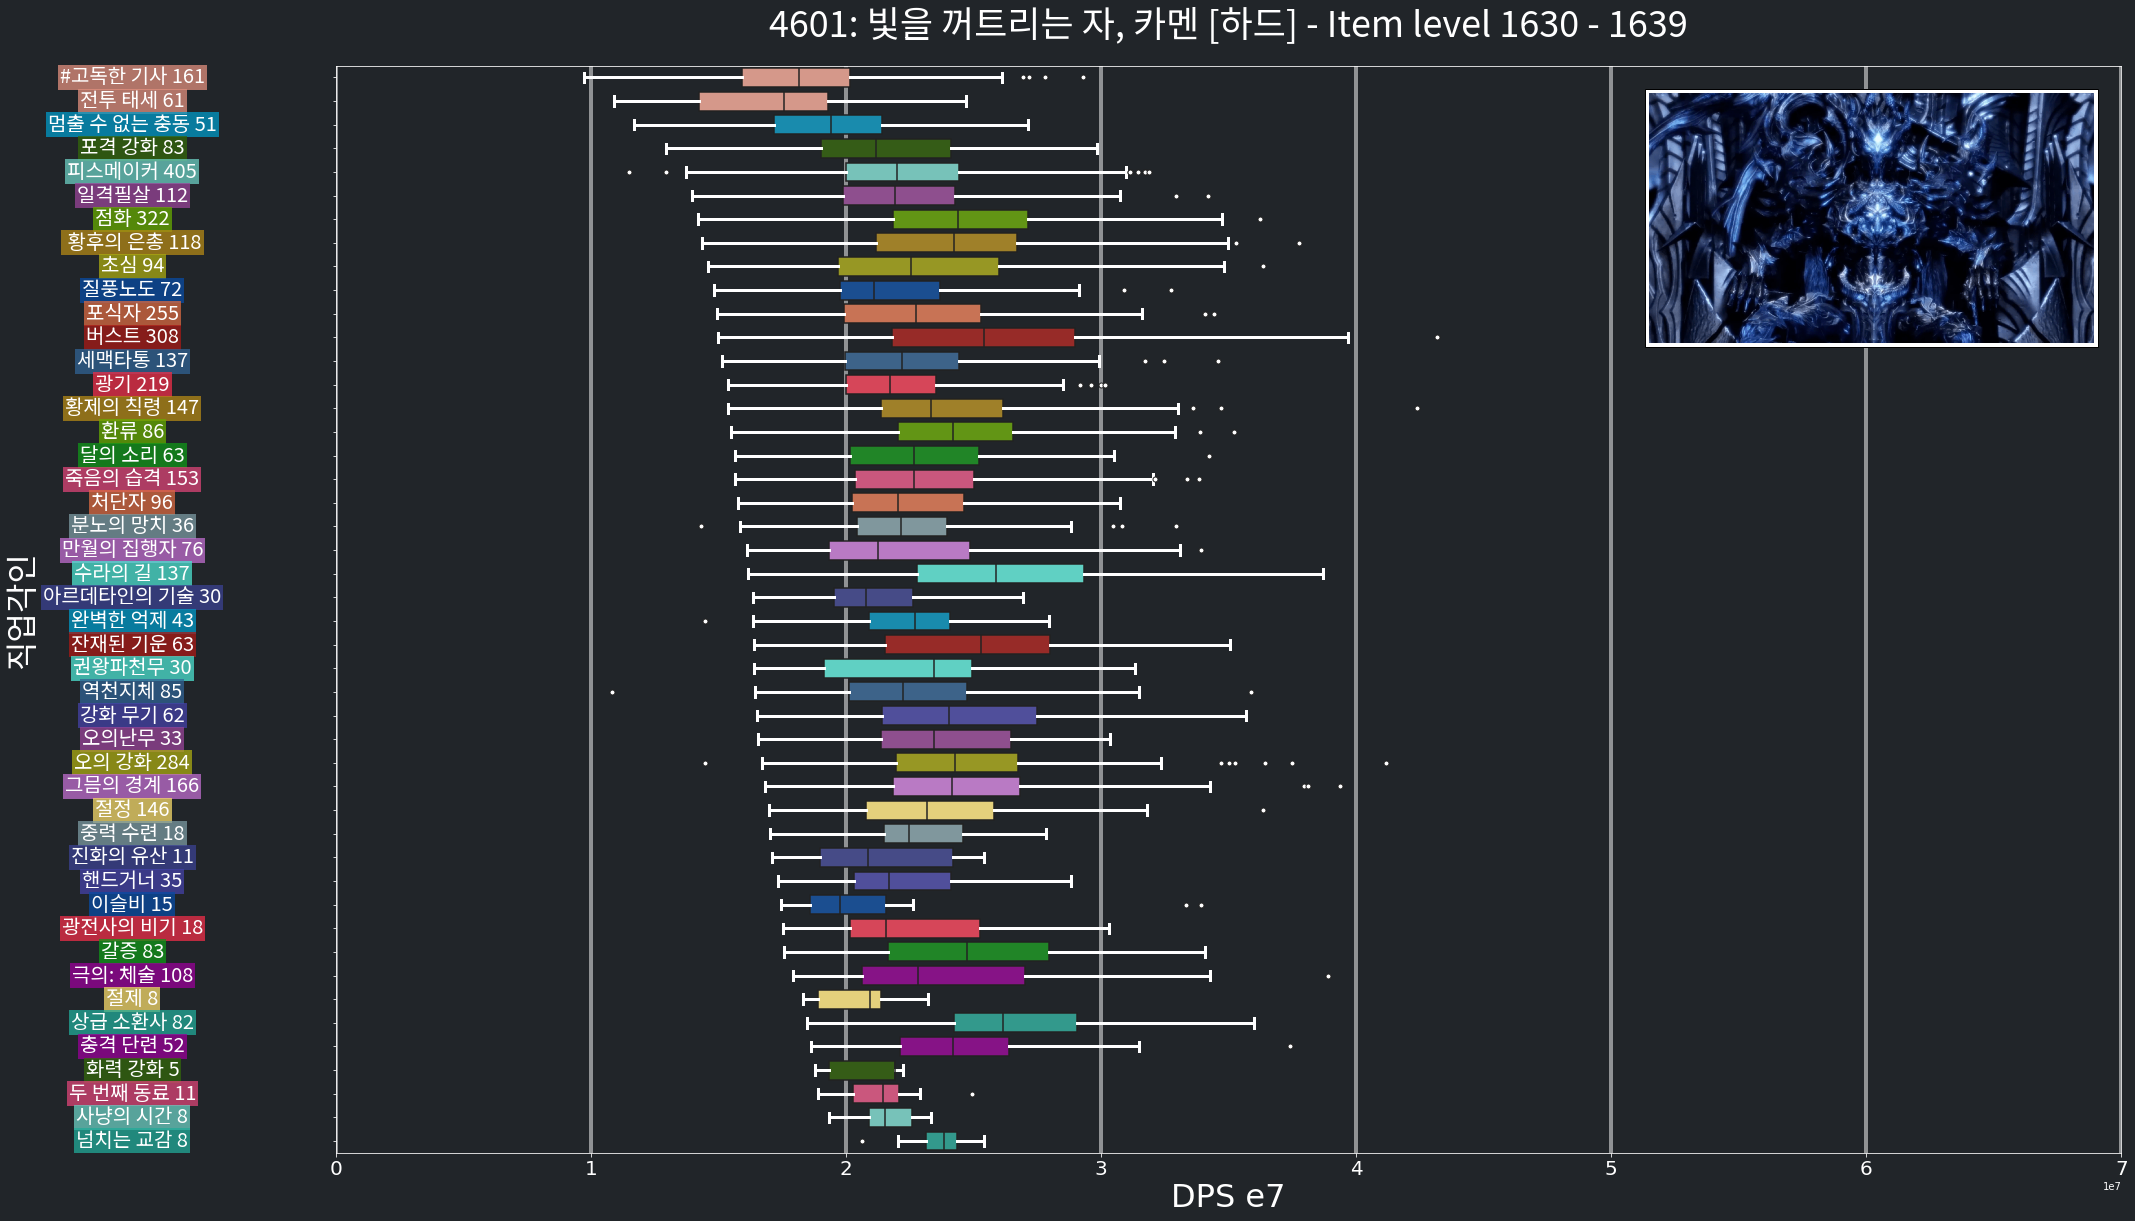 4601: 빛을 꺼트리는 자, 카멘 [하드] - Item level 1630 - 1639
#고독한 기사 161
전투 태세 61
멈출 수 없는 충동 51
포격 강화 83
피스메이커 405
일격필살 112
점화 322
황후의 은총 118
초심 94
질풍노도 72
포식자 255
버스트 308
세맥타통 137
광기 219
황제의 칙령 147
환류 86
달의 소리 63
죽음의 습격 153
처단자 96
분노의 망치 36
만월의 집행자 76
수라의 길 137
아르데타인의 기술 30
완벽한 억제 43
잔재된 기운 63
권왕파천무 30
역천지체 85
강화 무기 62
오의난무 33
오의 강화 284
그믐의 경계 166
절정 146
중력 수련 18
진화의 유산 11
핸드거너 35
이슬비 15
광전사의 비기 18
갈증 83
극의: 체술 108
절제 8
상급 소환사 82
충격 단련 52
화력 강화 5
두 번째 동료 11
사냥의 시간 8
넘치는 교감 8
직업각인
0 1 2 3 4 5 6 7
1e7
DPS e7